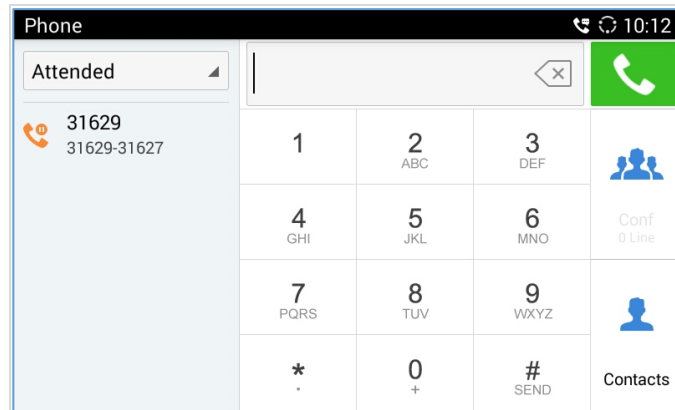 Phone 10:12
Attended
31629
31629-31627
1 2 3
ABC DEF
4 5 6
GHI JKL MNO
7 8 9
PQRS TUV WXYZ
* 0 #
. + SEND
Conf
0 Line
Contacts